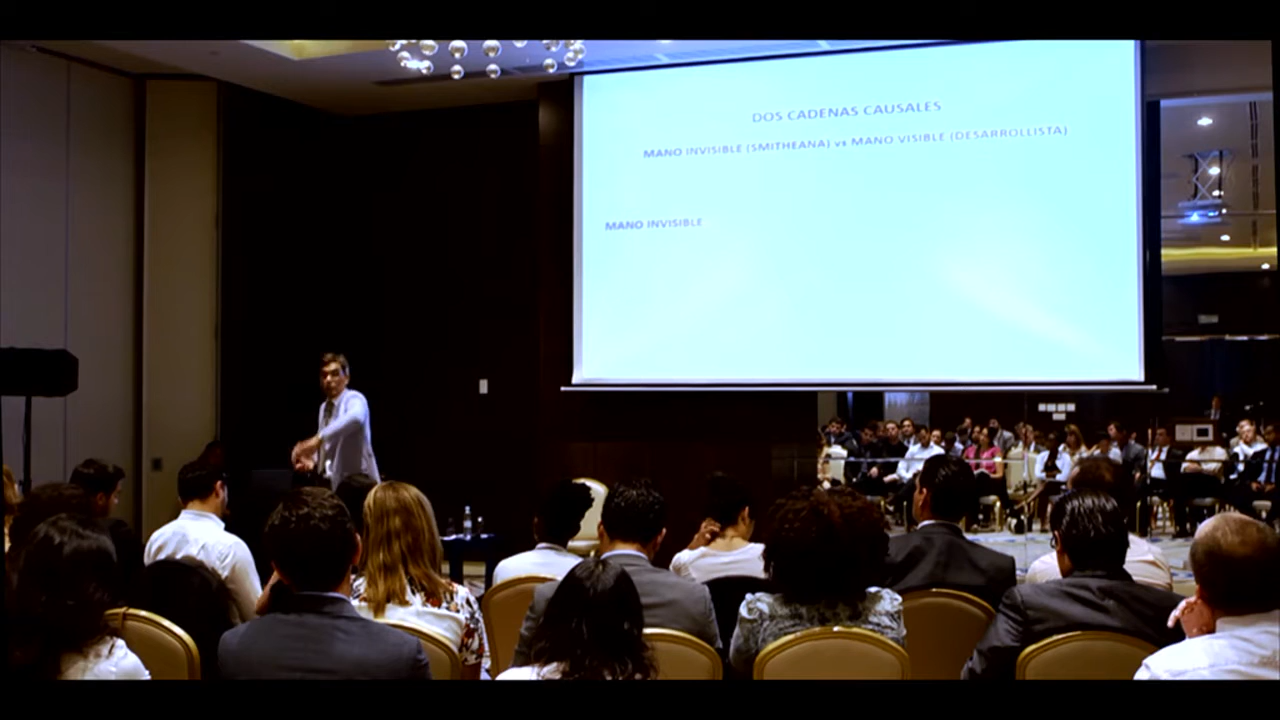 DOS CADENAS CAUSALES
MANO INVISIBLE (SMITHEANA) vs MANO VISIBLE (DESARROLLISTA)
MANO INVISIBLE